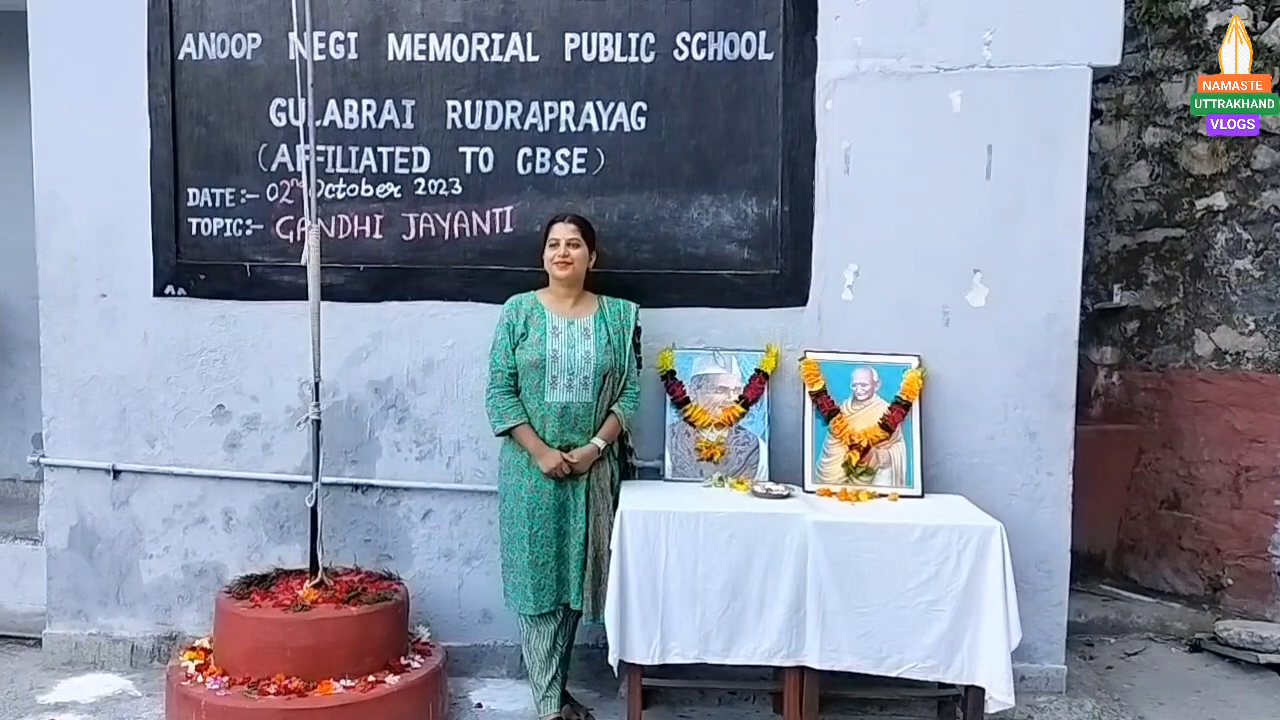 ANOOP NEGI MEMORIAL PUBLIC SCHOOL
GULABRAI RUDRAPRAYAG
(AFFILIATED TO CBSE)
DATE:- 02nd October 2023
TOPIC:- GANDHI JAYANTI
NAMASTE
UTTRAKHAND
VLOGS